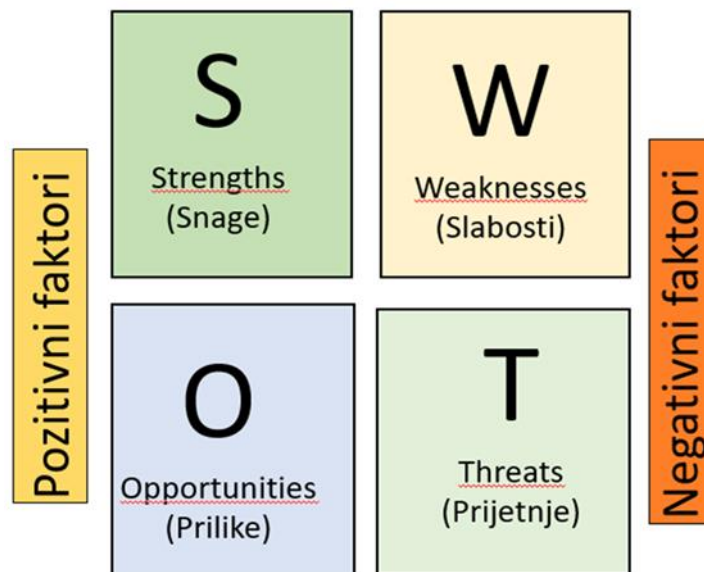 Pozitivni faktori
S
Strengths
(Snage)
W
Weaknesses
(Slabosti)
O
Opportunities
(Prilike)
T
Threats
(Prijetnje)
Negativni faktori